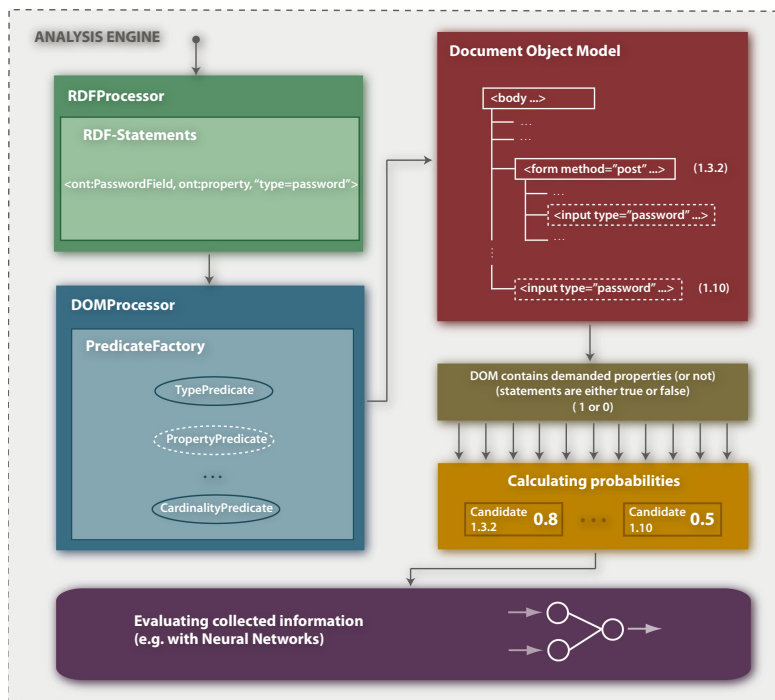 ANALYSIS ENGINE
RDFProcessor
RDF-Statements
<ont:PasswordField, ont:property, “type=password”>
DOMProcessor
PredicateFactory
TypePredicate
PropertyPredicate
...
CardinalityPredicate
Document Object Model
<body ...>
...
...
<form method=”post” ...> (1.3.2)
...
<input type=”password” ...>
...
...
<input type=”password” ...> (1.10)
DOM contains demanded properties (or not)
(statements are either true or false)
( 1 or 0)
Calculating probabilities
Candidate
1.3.2 0.8
...
Candidate
1.10 0.5
Evaluating collected information
(e.g. with Neural Networks)